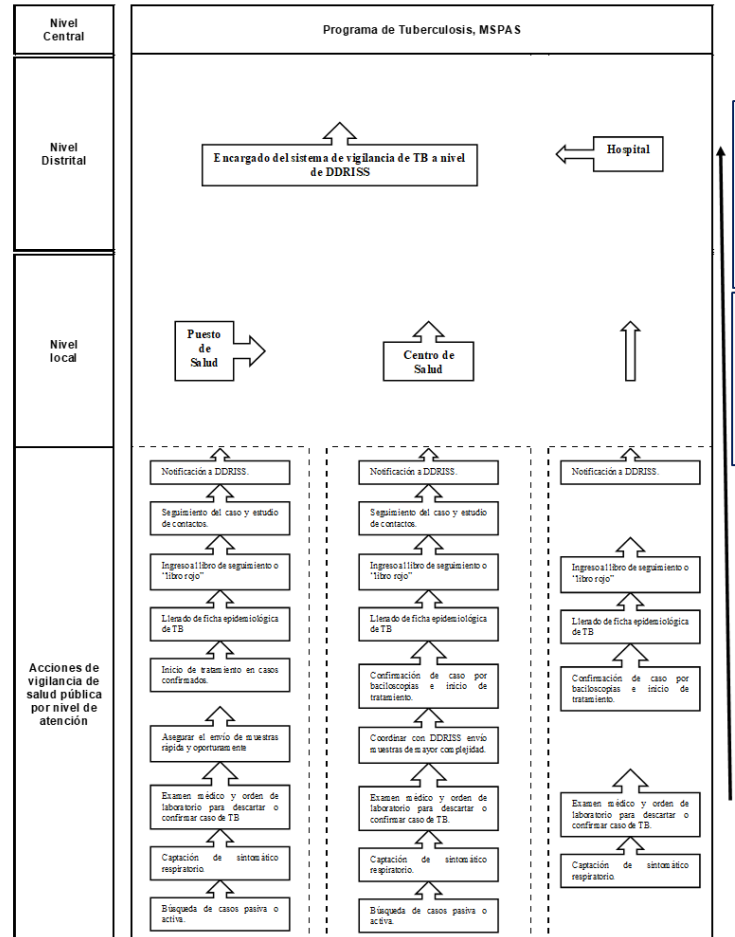 Nivel
Central
Programa de Tuberculosis, MSPAS
Nivel
Distrital
Encargado del sistema de vigilancia de TB a nivel
de DDRISS
Hospital
Nivel
local
Puesto
de
Salud
Centro de
Salud
Acciones de
vigilancia de
salud pública
por nivel de
atención
Notificación a DDRISS.
Seguimiento del caso y estudio
de contactos.
Ingreso al libro de seguimiento o
"libro rojo"
Llenado de ficha epidemiológica
de TB
Inicio de tratamiento en casos
confirmados.
Asegurar el envío de muestras
rápida y oportunamente
Examen médico y orden de
laboratorio para descartar o
confirmar caso de TB
Captación de sintomático
respiratorio.
Búsqueda de casos pasiva o
activa.
Notificación a DDRISS.
Seguimiento del caso y estudio
de contactos.
Ingreso al libro de seguimiento o
"libro rojo"
Llenado de ficha epidemiológica
de TB
Confirmación de caso por
baciloscopias e inicio de
tratamiento.
Coordinar con DDRISS envío
muestras de mayor complejidad.
Examen médico y orden de
laboratorio para descartar o
confirmar caso de TB.
Captación de sintomático
respiratorio.
Búsqueda de casos pasiva o
activa.
Notificación a DDRISS.
Ingreso al libro de seguimiento o
"libro rojo"
Llenado de ficha epidemiológica de
TB
Confirmación de caso por
baciloscopias e inicio de
tratamiento.
Examen médico y orden de
laboratorio para descartar o
confirmar caso de TB.
Captación de sintomático
respiratorio.